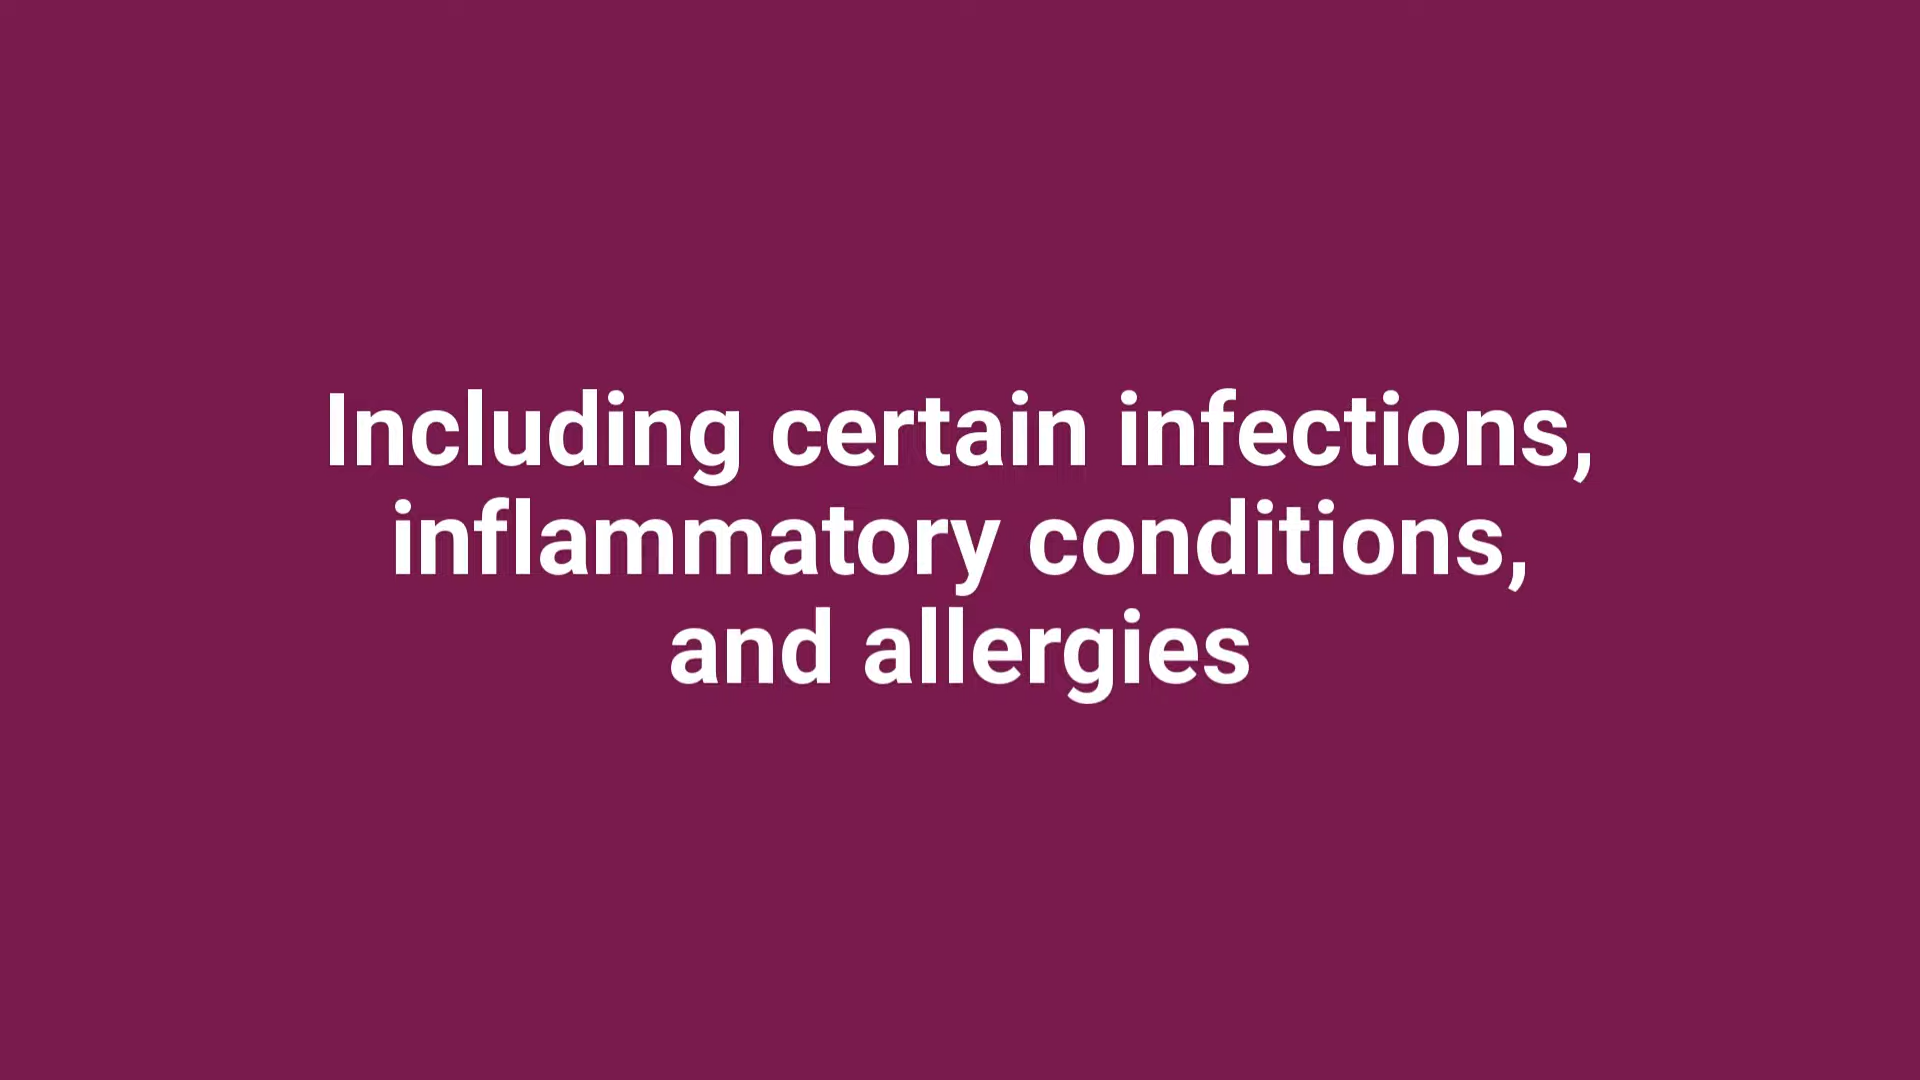 Including certain infections,
inflammatory conditions,
and allergies